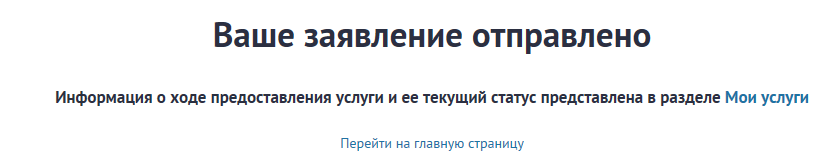 Ваше заявление отправлено
Информация о ходе предоставления услуги и ее текущий статус представлена в разделе Мои услуги
Перейти на главную страницу